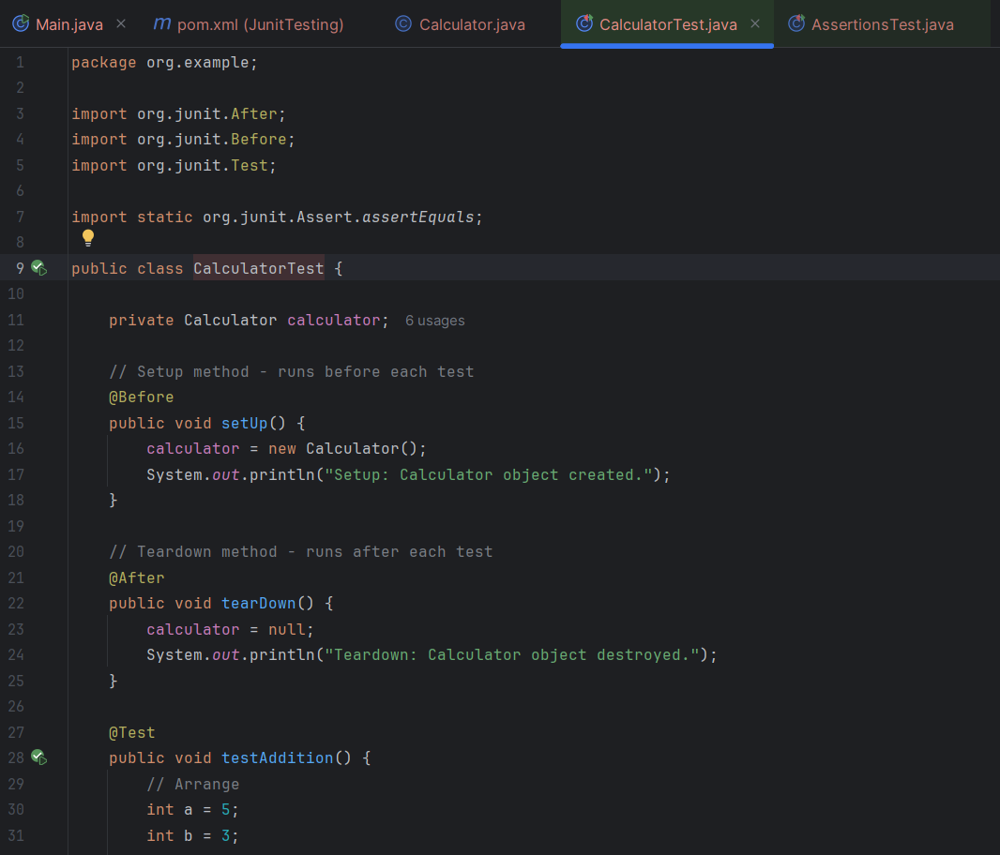 Main.java × m pom.xml (JunitTesting) C Calculator.java C CalculatorTest.java × C AssertionsTest.java
1 package org.example;
2
3 import org.junit.After;
4 import org.junit.Before;
5 import org.junit.Test;
6
7 import static org.junit.Assert.assertEquals;
8
9 public class CalculatorTest {
10
11 private Calculator calculator; 6 usages
12
13 // Setup method - runs before each test
14 @Before
15 public void setUp() {
16 calculator = new Calculator();
17 System.out.println("Setup: Calculator object created.");
18 }
19
20 // Teardown method - runs after each test
21 @After
22 public void tearDown() {
23 calculator = null;
24 System.out.println("Teardown: Calculator object destroyed.");
25 }
26
27 @Test
28 public void testAddition() {
29 // Arrange
30 int a = 5;
31 int b = 3;